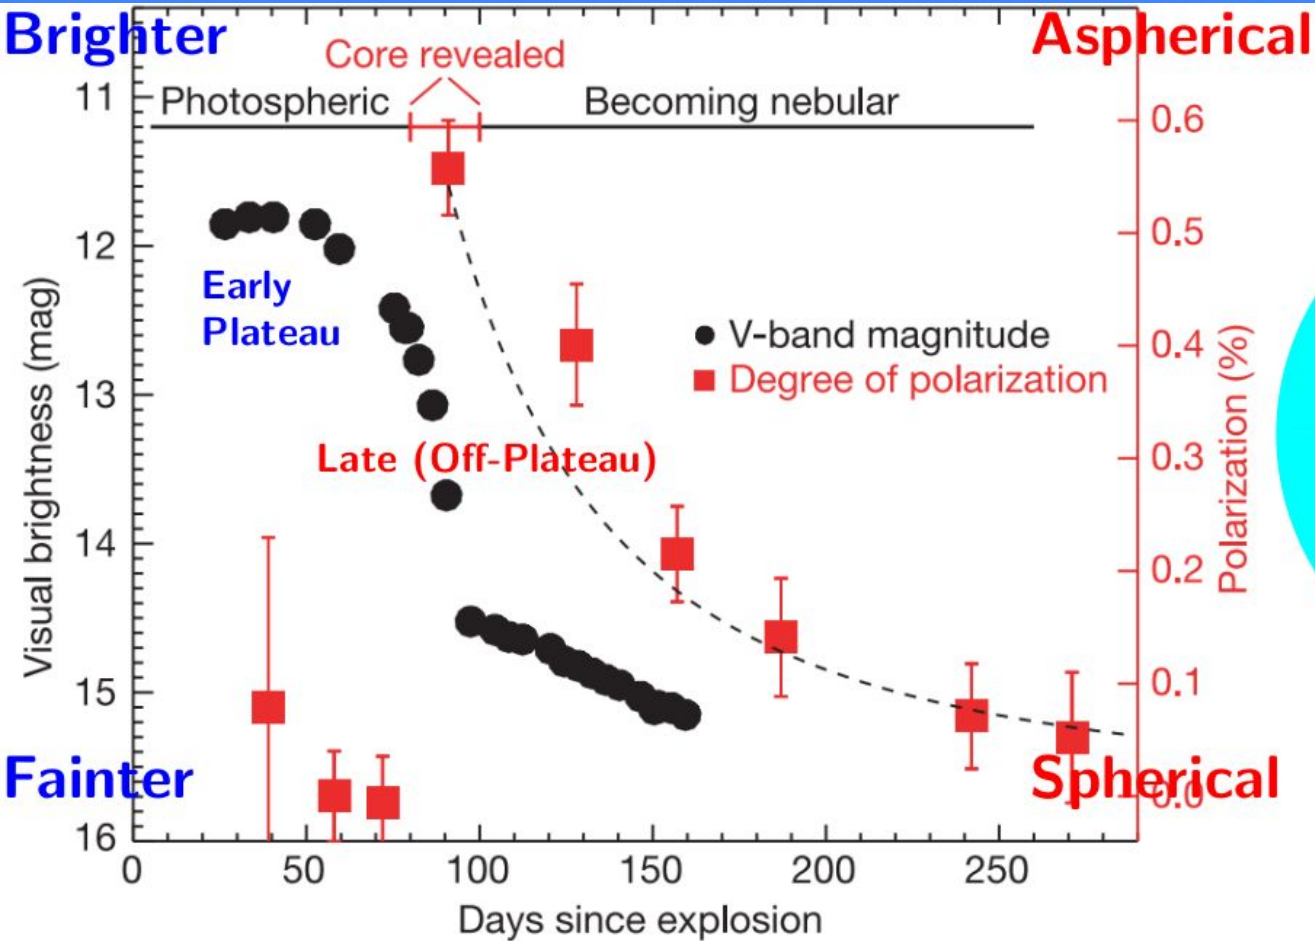 Brighter
Aspherical
Core revealed
Photospheric
Becoming nebular
11
12
13
14
15
16
Visual brightness (mag)
Early
Plateau
V-band magnitude
Degree of polarization
Late (Off-Plateau)
0.6
0.5
0.4
0.3
0.2
0.1
0.0
Polarization (%)
Fainter
Spherical
0
50
100
150
200
250
Days since explosion